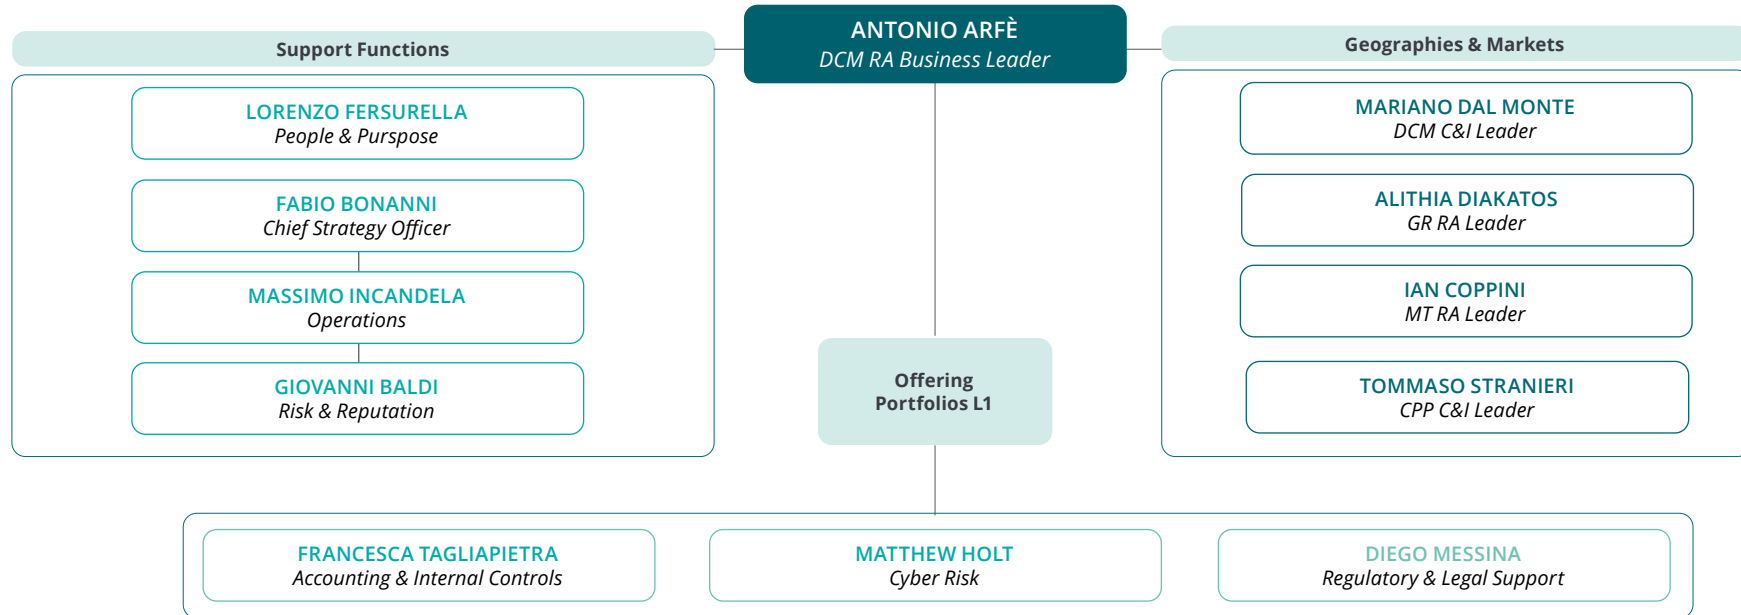 ANTONIO ARFÈ
DCM RA Business Leader
Support Functions
LORENZO FERSURELLA
People & Purspose
FABIO BONANNI
Chief Strategy Officer
MASSIMO INCANDELA
Operations
GIOVANNI BALDI
Risk & Reputation
Geographies & Markets
MARIANO DAL MONTE
DCM C&I Leader
ALITHIA DIAKATOS
GR RA Leader
IAN COPPINI
MT RA Leader
TOMMASO STRANIERI
CPP C&I Leader
Offering
Portfolios L1
FRANCESCA TAGLIAPIETRA
Accounting & Internal Controls
MATTHEW HOLT
Cyber Risk
DIEGO MESSINA
Regulatory & Legal Support